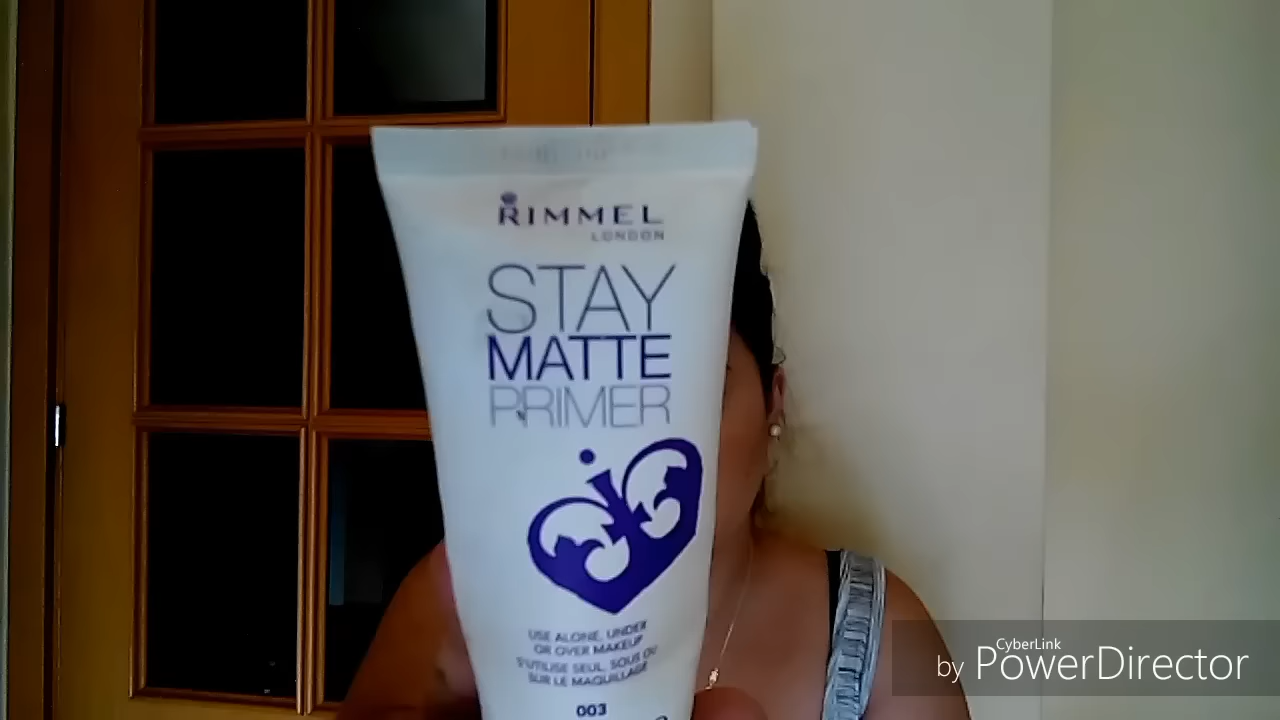 RIMMEL
LONDON
STAY
MATTE
PRIMER
USE ALONE, UNDER
OR OVER MAKEUP
S'UTILISE SEUL, SOUS OU
SUR LE MAQUILLAGE
003
CyberLink
by PowerDirector